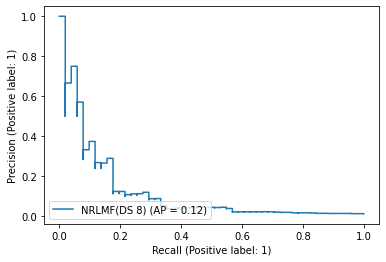 1.0
0.8
0.6
0.4
0.2
0.0
Precision (Positive label: 1)
NRLMF(DS 8) (AP = 0.12)
0.0 0.2 0.4 0.6 0.8 1.0
Recall (Positive label: 1)